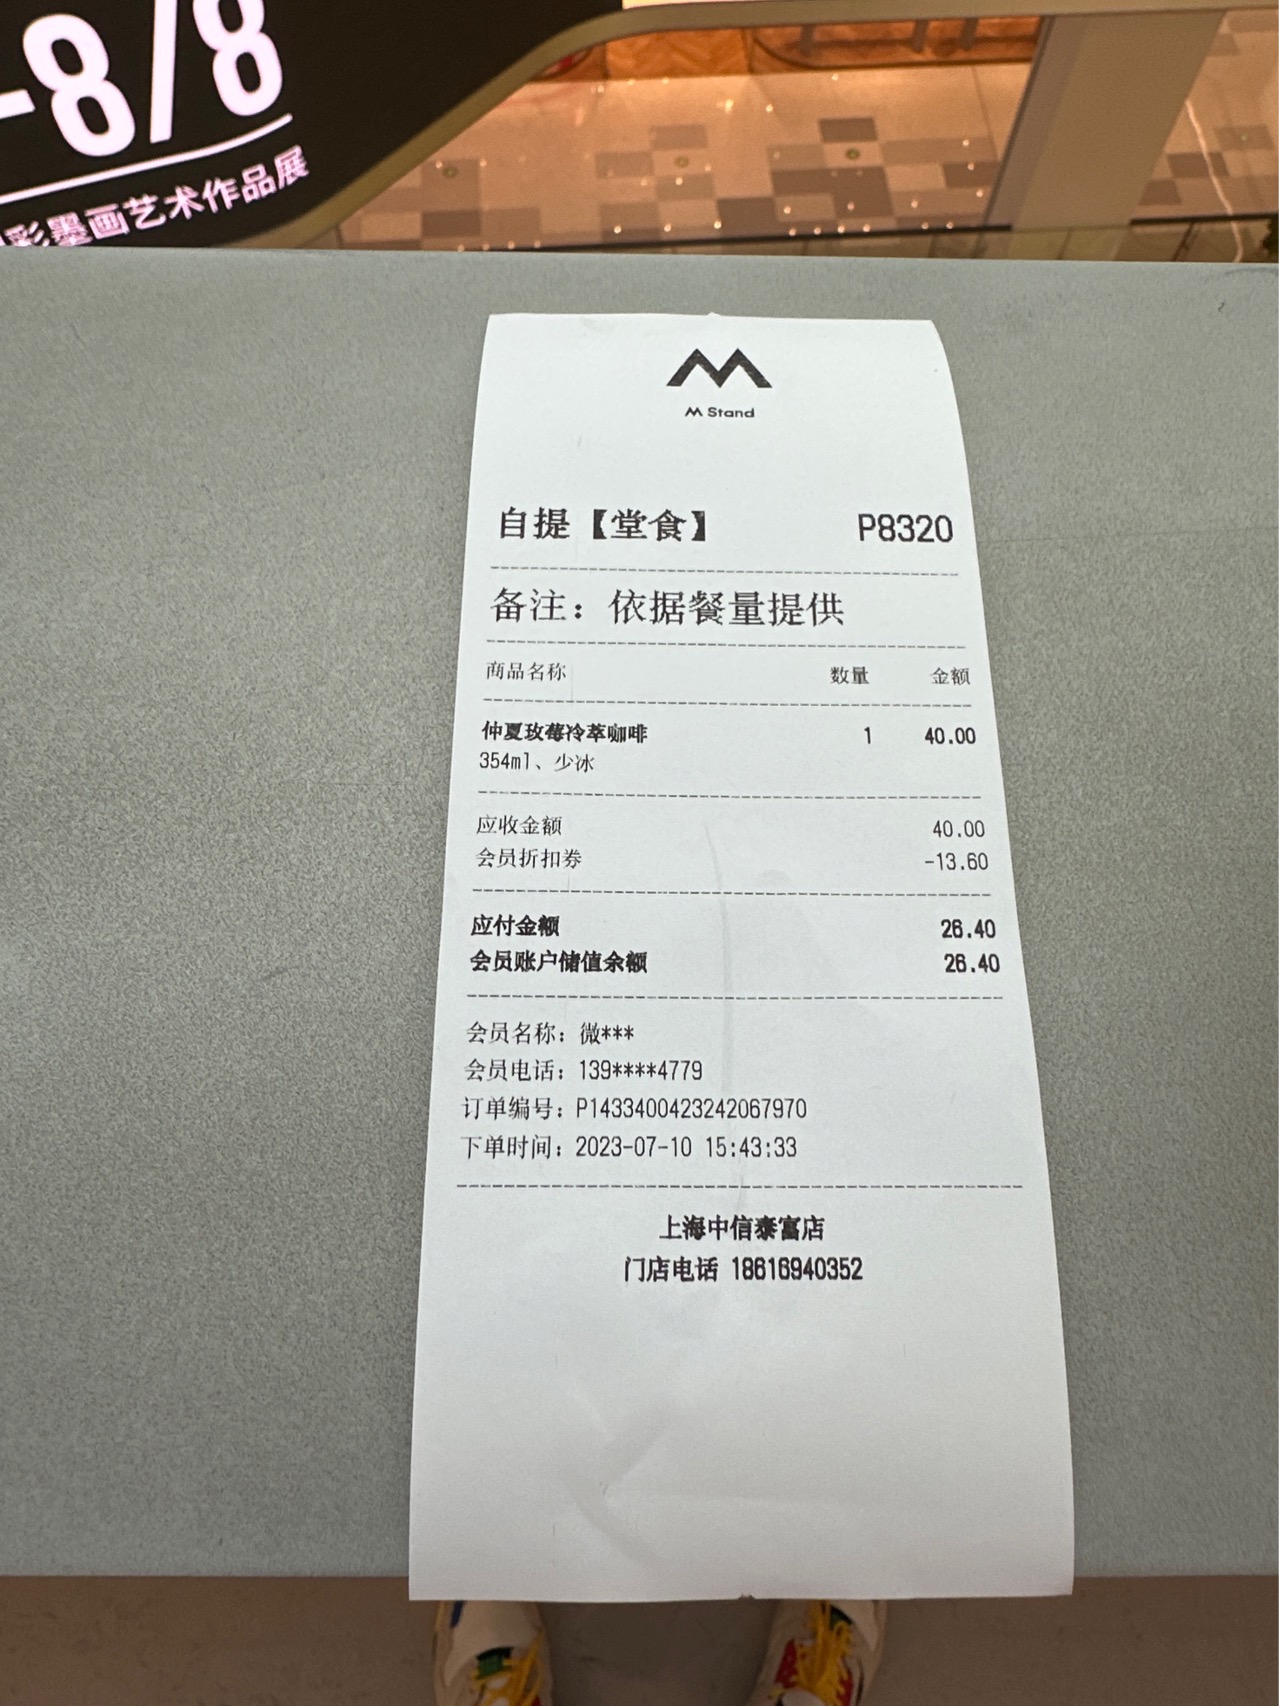 -8/8
彩墨画艺术作品展
M Stand
自提【堂食】 P8320
备注：依据餐量提供
商品名称 数量 金额
仲夏玫莓冷萃咖啡 1 40.00
354ml、少冰
应收金额 40.00
会员折扣券 -13.60
应付金额 26.40
会员账户储值余额 26.40
会员名称：微***
会员电话：139****4779
订单编号：P1433400423242067970
下单时间：2023-07-10 15:43:33
上海中信泰富店
门店电话 18616940352